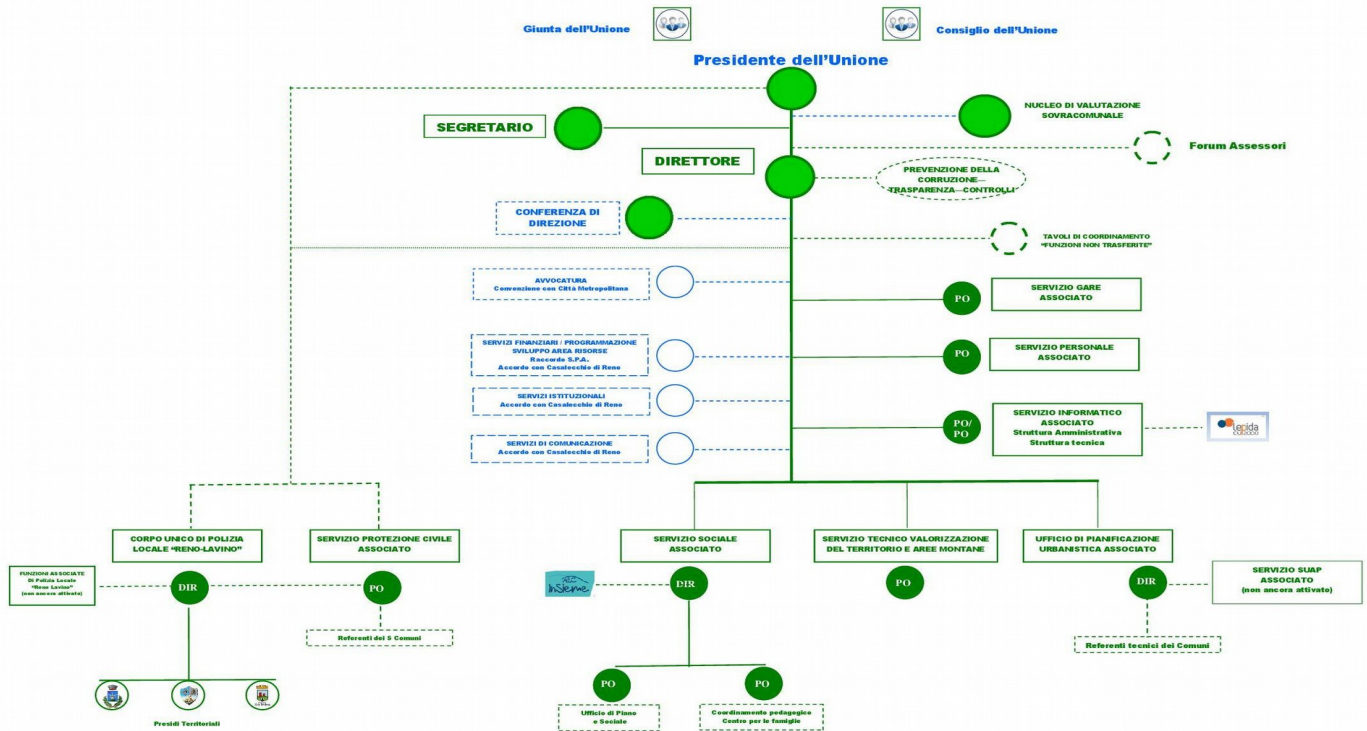 Giunta dell'Unione
Consiglio dell'Unione
Presidente dell'Unione
SEGRETARIO
NUCLEO DI VALUTAZIONE
SOVRACOMUNALE
Forum Assessori
DIRETTORE
PREVENZIONE DELLA
CORRUZIONE—
TRASPARENZA—CONTROLLI
CONFERENZA DI
DIREZIONE
TAVOLI DI COORDINAMENTO
"FUNZIONI NON TRASFERITE"
AVVOCATURA
Convenzione con Città Metropolitana
PO
SERVIZIO GARE
ASSOCIATO
SERVIZI FINANZIARI / PROGRAMMAZIONE
SVILUPPO AREA RISORSE
Raccordo S.P.A.
Accordo con Casalecchio di Reno
PO
SERVIZIO PERSONALE
ASSOCIATO
SERVIZI ISTITUZIONALI
Accordo con Casalecchio di Reno
PO/
PO
SERVIZIO INFORMATICO
ASSOCIATO
Struttura Amministrativa
Struttura tecnica
lepida
SERVIZI DI COMUNICAZIONE
Accordo con Casalecchio di Reno
CORPO UNICO DI POLIZIA
LOCALE "RENO-LAVINO"
SERVIZIO PROTEZIONE CIVILE
ASSOCIATO
SERVIZIO SOCIALE
ASSOCIATO
SERVIZIO TECNICO VALORIZZAZIONE
DEL TERRITORIO E AREE MONTANE
UFFICIO DI PIANIFICAZIONE
URBANISTICA ASSOCIATO
FUNZIONI ASSOCIATE
Di Polizia Locale
"Reno Lavino"
(non ancora attivato)
DIR
PO
InSieme
DIR
PO
DIR
SERVIZIO SUAP
ASSOCIATO
(non ancora attivato)
Referenti dei 5 Comuni
Referenti tecnici dei Comuni
PO
PO
Presidi Territoriali
Ufficio di Piano
e Sociale
Coordinamento pedagogico
Centro per le famiglie